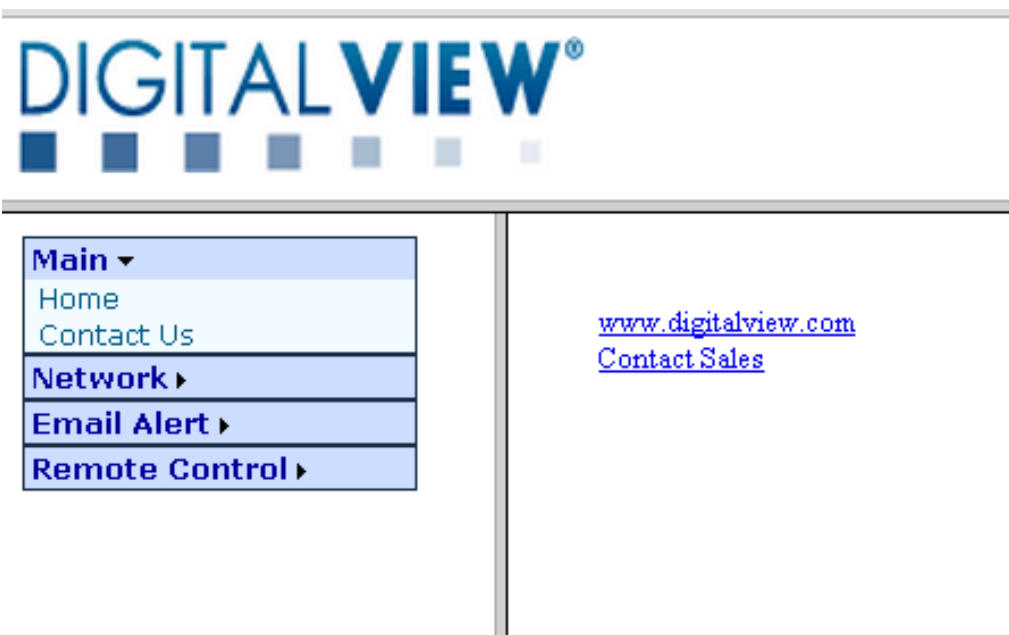 DIGITALVIEW®
Main
Home
Contact Us
Network
Email Alert
Remote Control
www.digitalview.com
Contact Sales